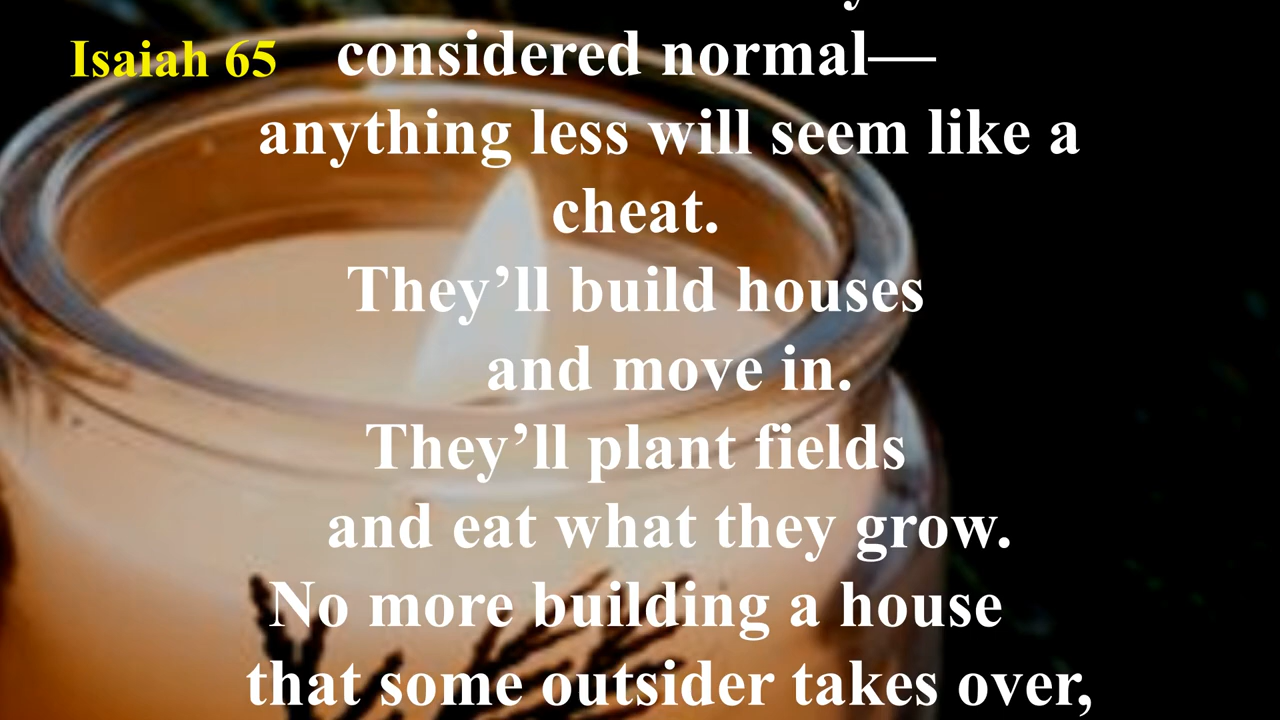 Isaiah 65
considered normal—
anything less will seem like a
cheat.
They’ll build houses
and move in.
They’ll plant fields
and eat what they grow.
No more building a house
that some outsider takes over,